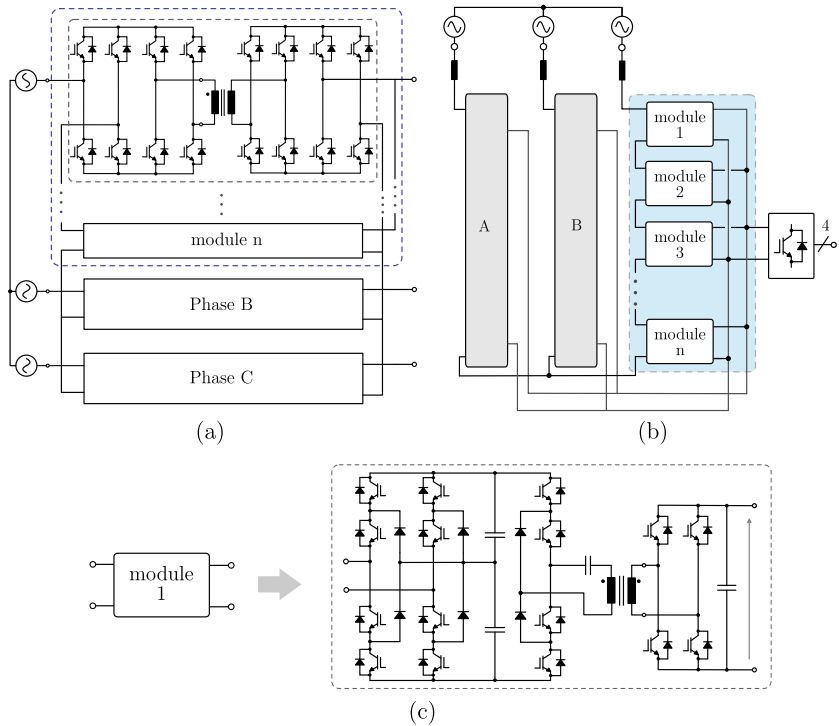 module n
Phase B
Phase C
(a)
A
B
module
1
module
2
module
3
module
n
4
(b)
module
1
(c)